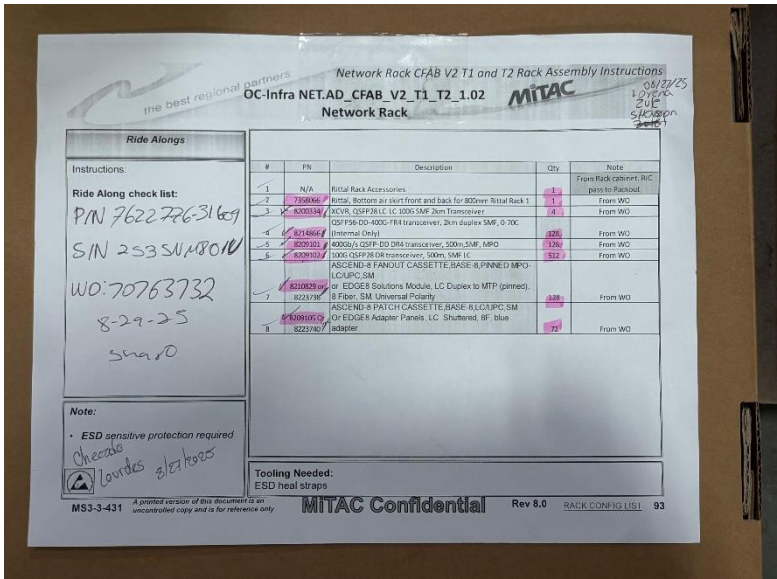 the best regional partners
Network Rack CFAB V2 T1 and T2 Rack Assembly Instructions
OC-Infra NET.AD_CFAB_V2_T1_T2_1.02
MiTAC
Network Rack
08/27/25
Lorena
Ride Alongs
Instructions:
Ride Along check list:
P/N 7622776-31609
S/N 2535NM801V
WO: 70763732
8-29-25
# PN Description Qty Note
1 N/A Rittal Rack Accessories 1 From Rack cabinet. RIC pass to Packout
2 7358066 Rittal, Bottom air skirt front and back for 800mm Rittal Rack 1 1 From WO
3 8200334 XCVR, QSFP28 LC LC 100G SMF 2km Transceiver 4 From WO
QSFP56-DD-400G-FR4 transceiver, 2km duplex SMF, 0-70C
4 8214866 (Internal Only) 128 From WO
5 8209101 400Gb/s QSFP-DD DR4 transceiver, 500m,SMF, MPO 128 From WO
6 8209102 100G QSFP28 DR transceiver, 500m, SMF LC 512 From WO
ASCEND-8 FANOUT CASSETTE,BASE-8,PINNED MPO-
LC/UPC,SM
8210829 or or EDGE8 Solutions Module, LC Duplex to MTP (pinned),
7 8223738 8 Fiber, SM, Universal Polarity 128 From WO
ASCEND-8 PATCH CASSETTE,BASE-8,LC/UPC,SM
8209105 Or Or EDGE8 Adapter Panels, LC Shuttered, 8F, blue
8 8223740 adapter 72 From WO
Note:
• ESD sensitive protection required
Checado
Lourdes 8/27/2025
Tooling Needed:
ESD heal straps
MS3-3-431
A printed version of this document is an
uncontrolled copy and is for reference only
MiTAC Confidential
Rev 8.0
RACK CONFIG LIST 93